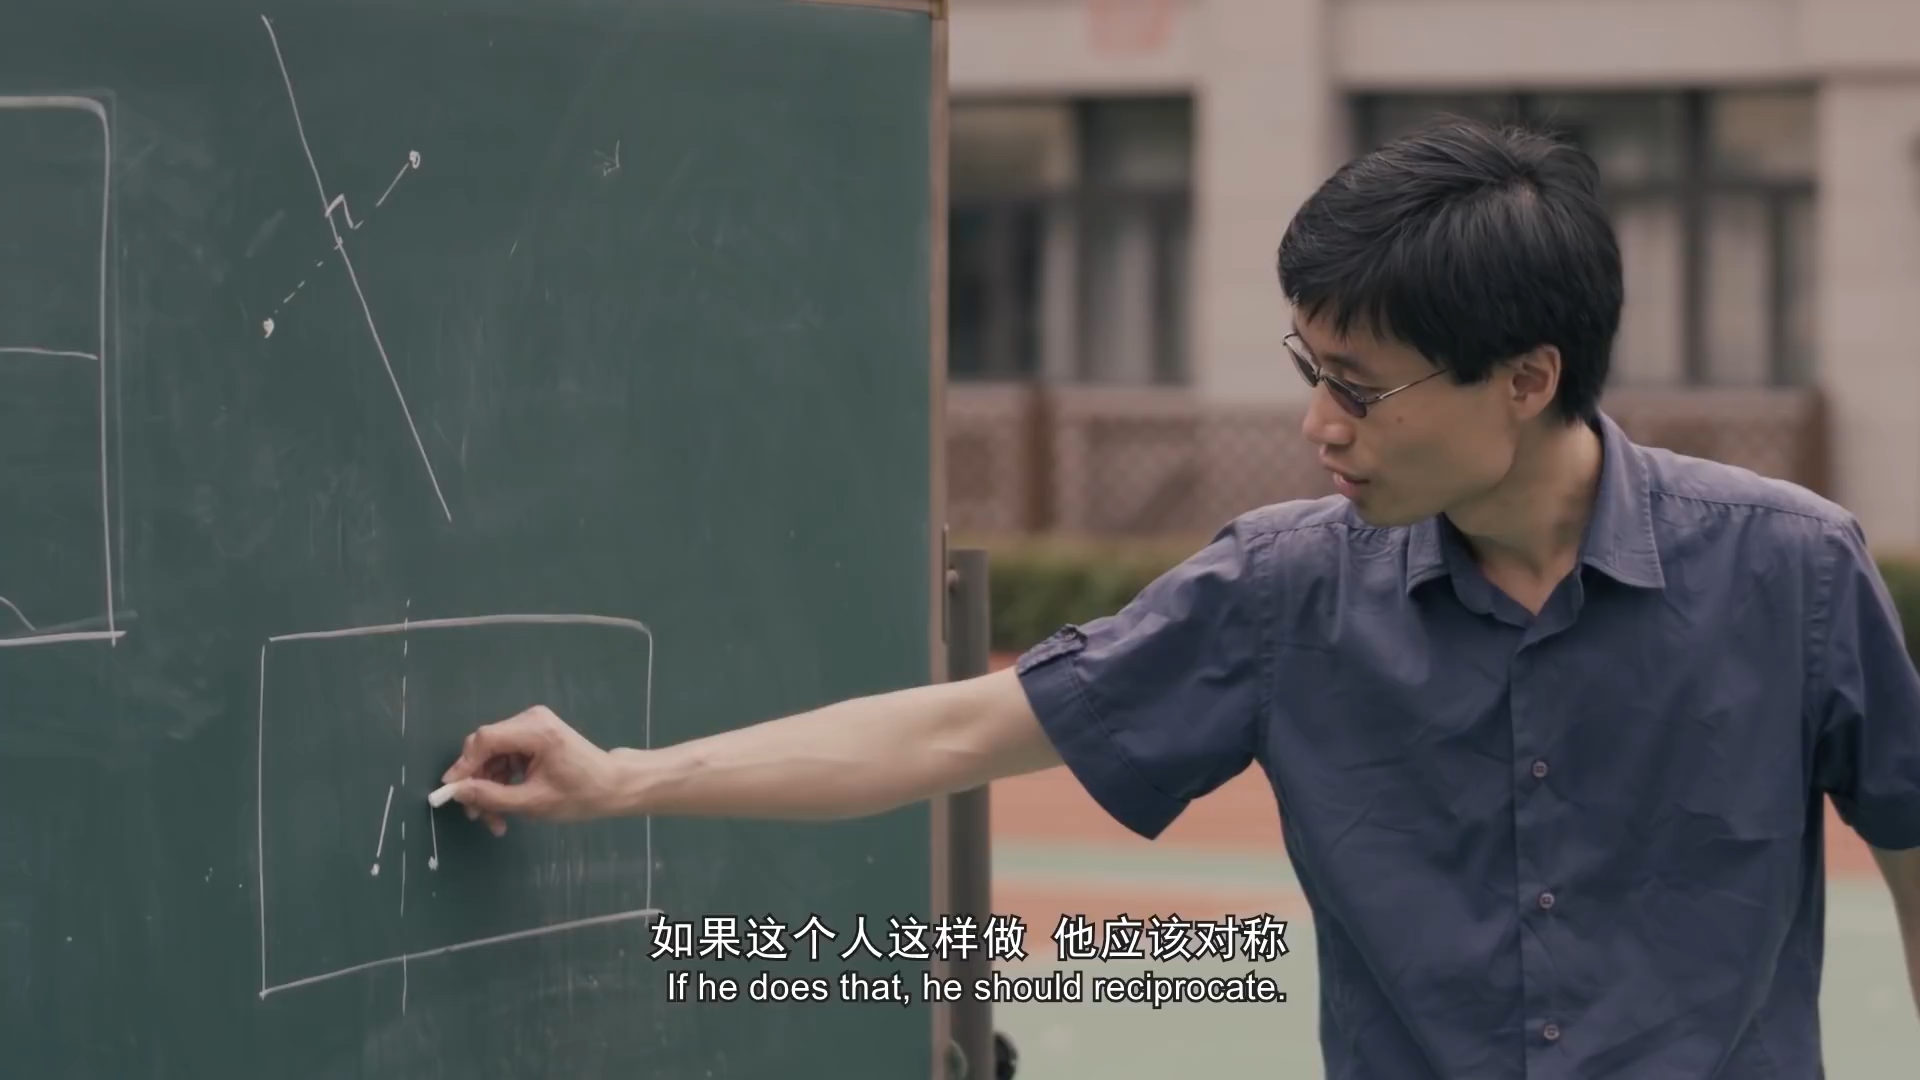 如果这个人这样做 他应该对称
If he does that, he should reciprocate.